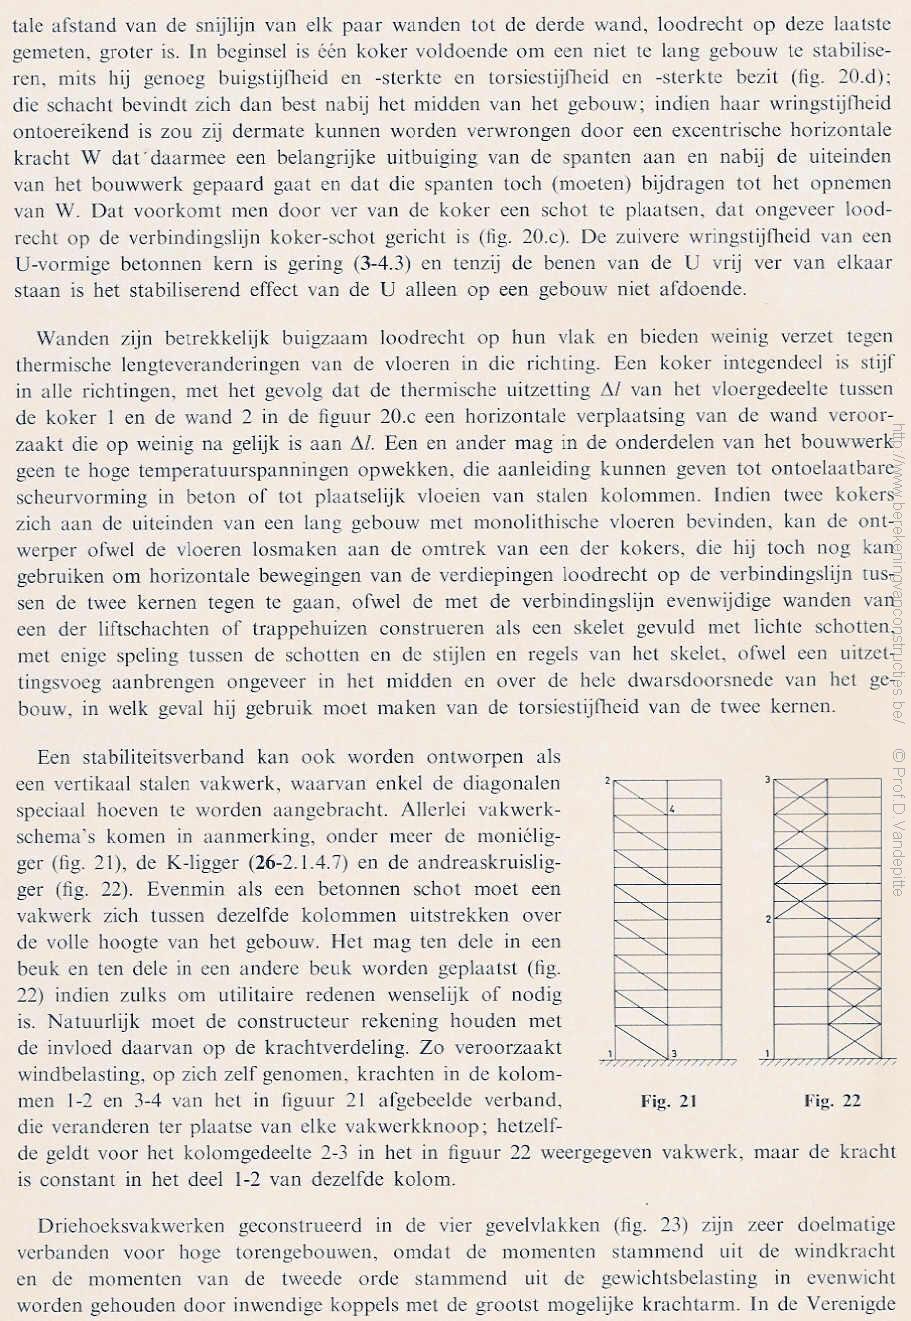 tale afstand van de snijlijn van elk paar wanden tot de derde wand, loodrecht op deze laatste
gemeten, groter is. In beginsel is één koker voldoende om een niet te lang gebouw te stabilise-
ren, mits hij genoeg buigstijfheid en -sterkte en torsiestijfheid en -sterkte bezit (fig. 20.d);
die schacht bevindt zich dan best nabij het midden van het gebouw; indien haar wringstijfheid
ontoereikend is zou zij dermate kunnen worden verwrongen door een excentrische horizontale
kracht W dat daarmee een belangrijke uitbuiging van de spanten aan en nabij de uiteinden
van het bouwwerk gepaard gaat en dat die spanten toch (moeten) bijdragen tot het opnemen
van W. Dat voorkomt men door ver van de koker een schot te plaatsen, dat ongeveer lood-
recht op de verbindingslijn koker-schot gericht is (fig. 20.c). De zuivere wringstijfheid van een
U-vormige betonnen kern is gering (3-4.3) en tenzij de benen van de U vrij ver van elkaar
staan is het stabiliserend effect van de U alleen op een gebouw niet afdoende.
Wanden zijn betrekkelijk buigzaam loodrecht op hun vlak en bieden weinig verzet tegen
thermische lengteveranderingen van de vloeren in die richting. Een koker integendeel is stijf
in alle richtingen, met het gevolg dat de thermische uitzetting Δl van het vloergedeelte tussen
de koker 1 en de wand 2 in de figuur 20.c een horizontale verplaatsing van de wand veroor-
zaakt die op weinig na gelijk is aan Δl. Een en ander mag in de onderdelen van het bouwwerk
geen te hoge temperatuurspanningen opwekken, die aanleiding kunnen geven tot ontoelaatbare
scheurvorming in beton of tot plaatselijk vloeien van stalen kolommen. Indien twee kokers
zich aan de uiteinden van een lang gebouw met monolithische vloeren bevinden, kan de ont-
werper ofwel de vloeren losmaken aan de omtrek van een der kokers, die hij toch nog kan
gebruiken om horizontale bewegingen van de verdiepingen loodrecht op de verbindingslijn tus-
sen de twee kernen tegen te gaan, ofwel de met de verbindingslijn evenwijdige wanden van
een der liftschachten of trappehuizen construeren als een skelet gevuld met lichte schotten,
met enige speling tussen de schotten en de stijlen en regels van het skelet, ofwel een uitzet-
tingsvoeg aanbrengen ongeveer in het midden en over de hele dwarsdoorsnede van het ge-
bouw, in welk geval hij gebruik moet maken van de torsiestijfheid van de twee kernen.
Een stabiliteitsverband kan ook worden ontworpen als
een vertikaal stalen vakwerk, waarvan enkel de diagonalen
speciaal hoeven te worden aangebracht. Allerlei vakwerk-
schema's komen in aanmerking, onder meer de moniélig-
ger (fig. 21), de K-ligger (26-2.1.4.7) en de andreaskruislig-
ger (fig. 22). Evenmin als een betonnen schot moet een
vakwerk zich tussen dezelfde kolommen uitstrekken over
de volle hoogte van het gebouw. Het mag ten dele in een
beuk en ten dele in een andere beuk worden geplaatst (fig.
22) indien zulks om utilitaire redenen wenselijk of nodig
is. Natuurlijk moet de constructeur rekening houden met
de invloed daarvan op de krachtverdeling. Zo veroorzaakt
windbelasting, op zich zelf genomen, krachten in de kolom-
men 1-2 en 3-4 van het in figuur 21 afgebeelde verband,
die veranderen ter plaatse van elke vakwerkknoop; hetzelf-
de geldt voor het kolomgedeelte 2-3 in het in figuur 22 weergegeven vakwerk, maar de kracht
is constant in het deel 1-2 van dezelfde kolom.
2
4
1
3
Fig. 21
3
2
1
Fig. 22
Driehoeksvakwerken geconstrueerd in de vier gevelvlakken (fig. 23) zijn zeer doelmatige
verbanden voor hoge torengebouwen, omdat de momenten stammend uit de windkracht
en de momenten van de tweede orde stammend uit de gewichtsbelasting in evenwicht
worden gehouden door inwendige koppels met de grootst mogelijke krachtarm. In de Verenigde
http://www.berekeningvanconstructies.be/ © Prof D. Vandepitte